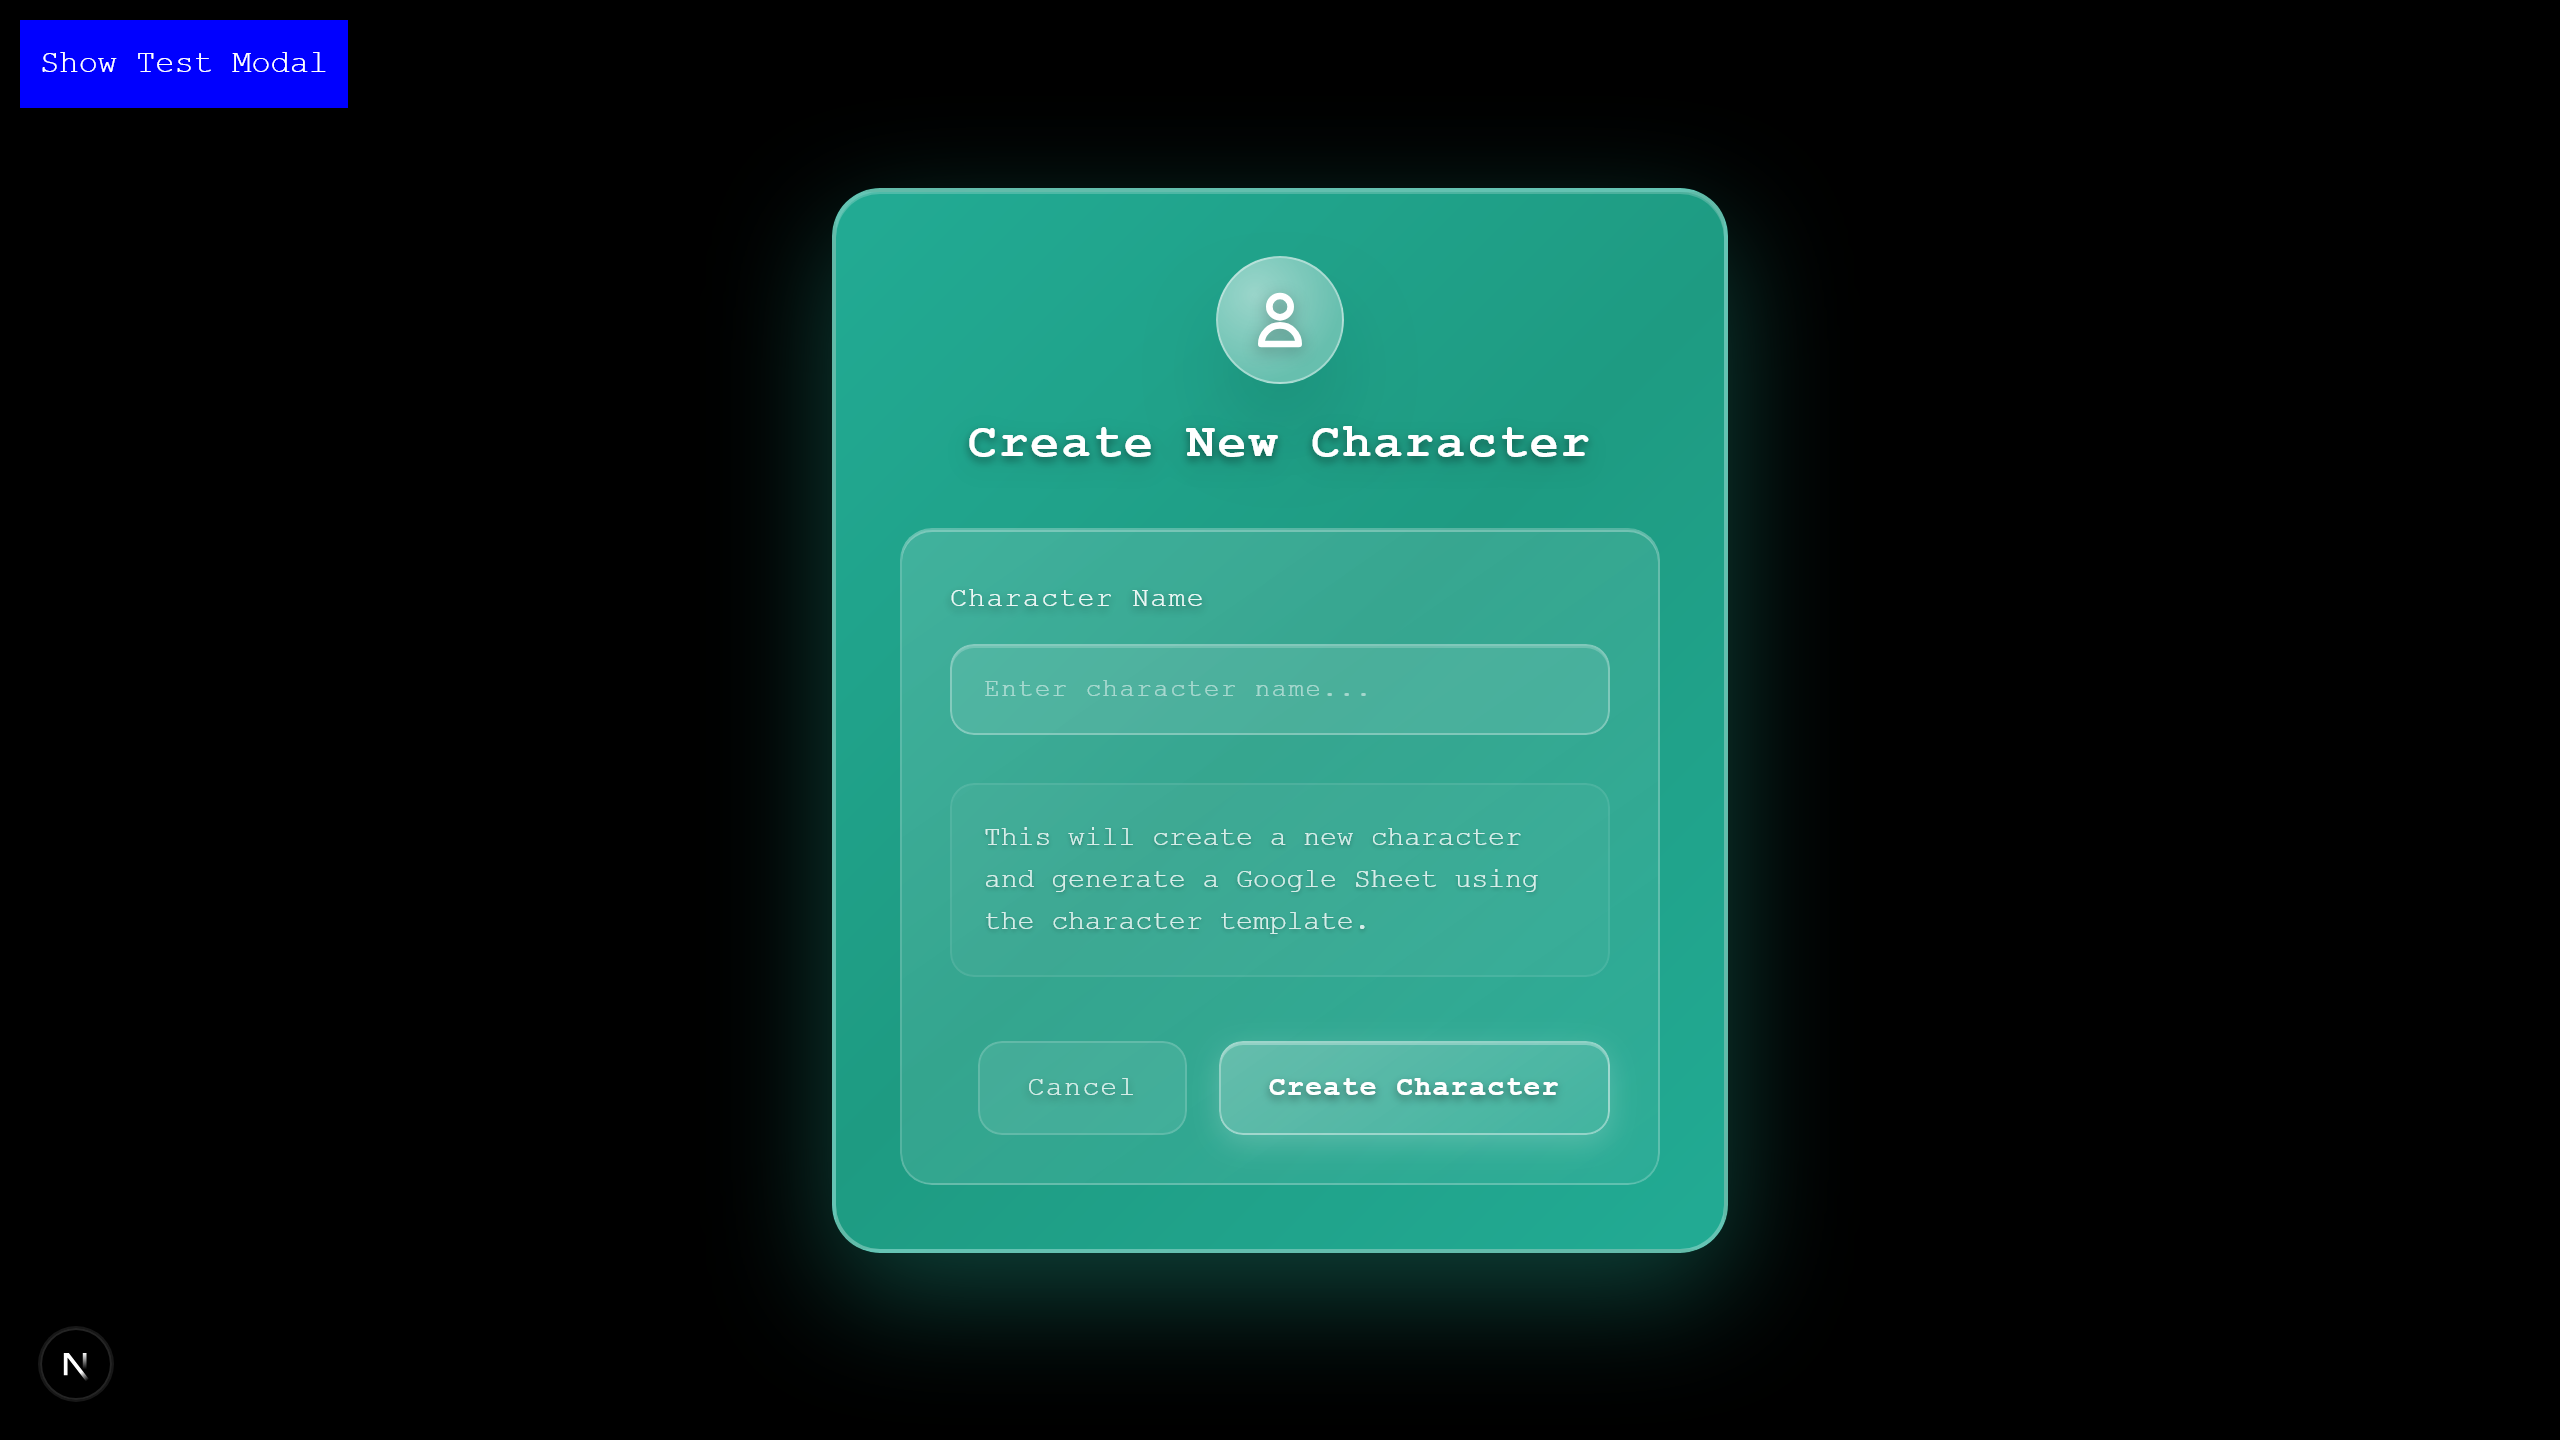 Show Test Modal
Create New Character
Character Name
Enter character name...
This will create a new character
and generate a Google Sheet using
the character template.
Cancel
Create Character
N